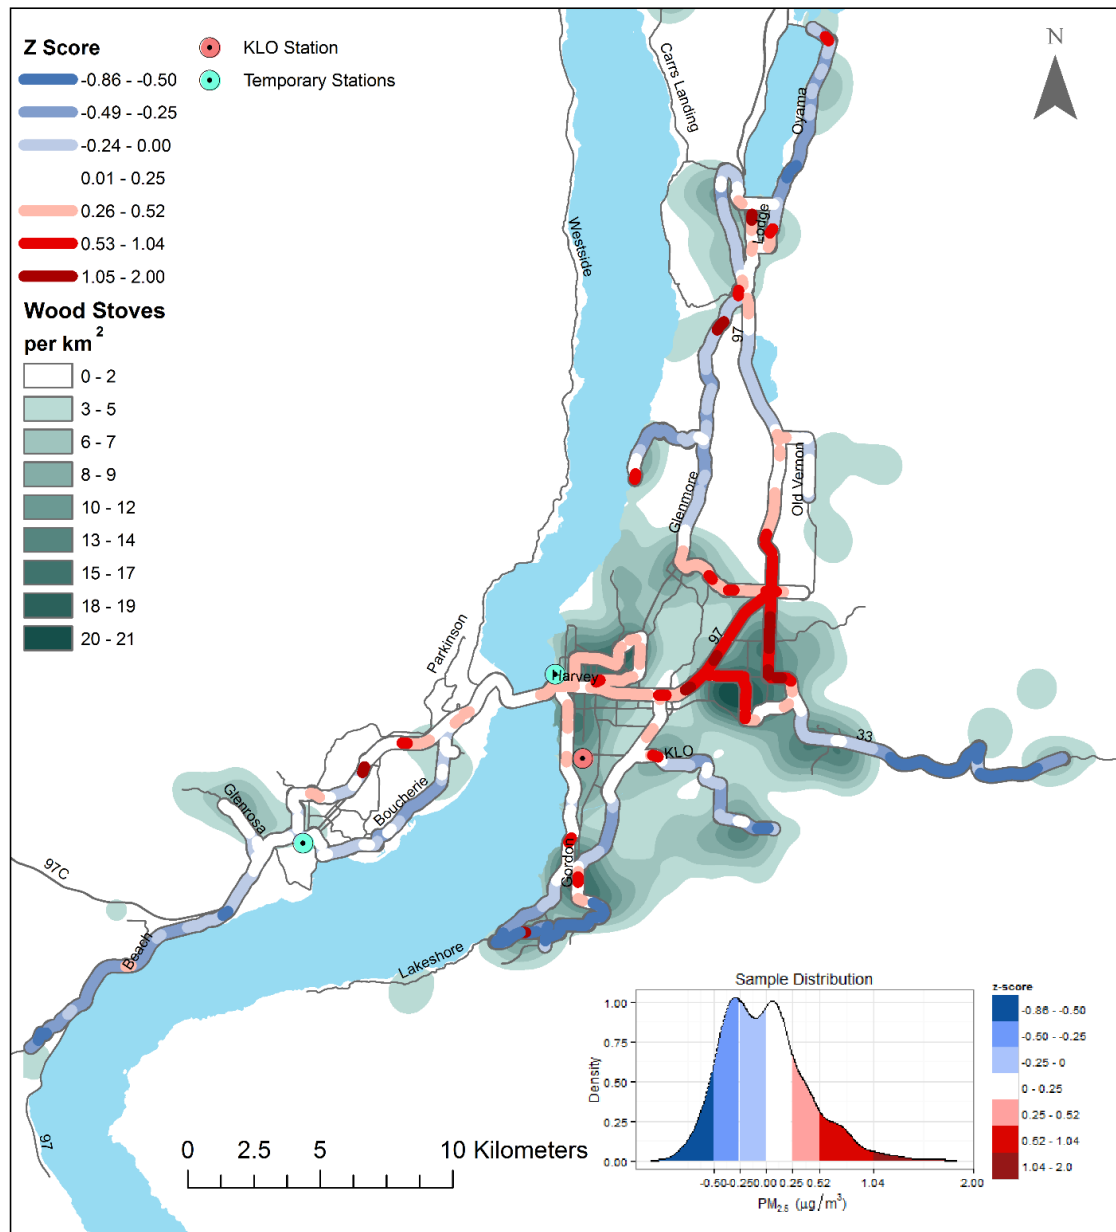 Z Score
-0.86 - -0.50
-0.49 - -0.25
-0.24 - 0.00
0.01 - 0.25
0.26 - 0.52
0.53 - 1.04
1.05 - 2.00
KLO Station
Temporary Stations
Wood Stoves
per km 2
0 - 2
3 - 5
6 - 7
8 - 9
10 - 12
13 - 14
15 - 17
18 - 19
20 - 21
N
Carrs Landing
Oyama
Westside
Lodge
97
Glenmore
Old Vernon
Parkinson
97
Harvey
33
KLO
Glenrosa
Boucherie
Gordon
97C
Beach
Lakeshore
97
0 2.5 5 10 Kilometers
Sample Distribution
Density
1.00
0.75
0.50
0.25
0.00
-0.50 -0.25 0.00 0.25 0.52 1.04 2.00
PM2.5 (µg/m3)
z-score
-0.86 - -0.50
-0.50 - -0.25
-0.25 - 0
0 - 0.25
0.25 - 0.52
0.62 - 1.04
1.04 - 2.0